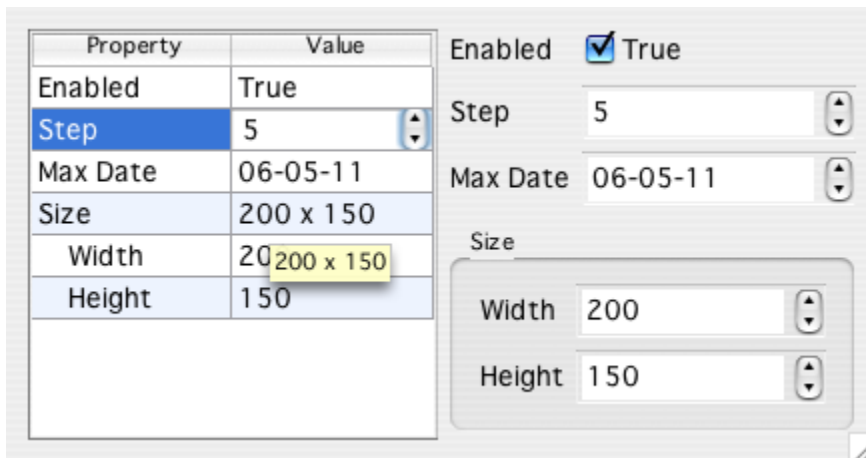 Property Value
Enabled True
Step 5
Max Date 06-05-11
Size 200 x 150
Width 20
200 x 150
Height 150
Enabled True
Step 5
Max Date 06-05-11
Size
Width 200
Height 150